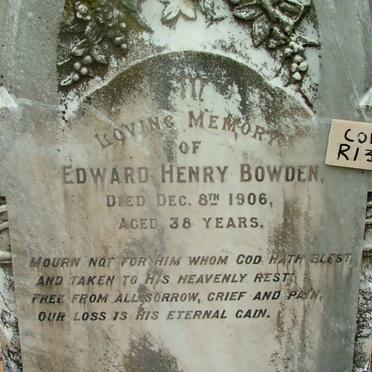 IN
LOVING MEMORY
OF
EDWARD HENRY BOWDEN,
DIED DEC. 8TH 1906,
AGED 38 YEARS.
MOURN NOT FOR HIM WHOM GOD HATH BLEST,
AND TAKEN TO HIS HEAVENLY REST;
FREE FROM ALL SORROW, GRIEF AND PAIN,
OUR LOSS IS HIS ETERNAL GAIN.